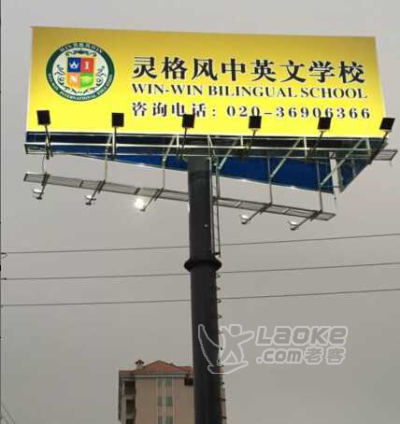 灵格风中英文学校
WIN-WIN BILINGUAL SCHOOL
咨询电话：020-36906366
LAOKE
.com老客